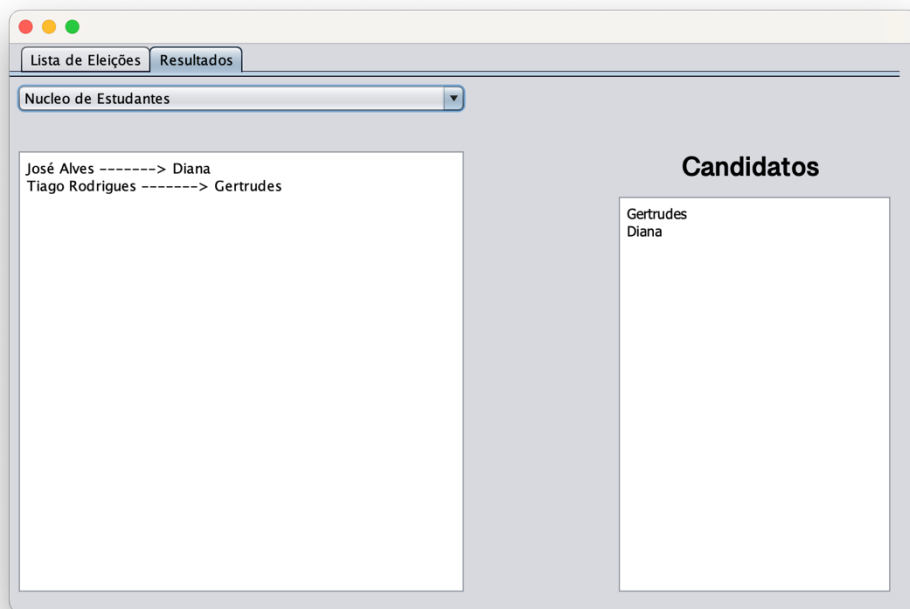 Lista de Eleições
Resultados
Nucleo de Estudantes
José Alves -------> Diana
Tiago Rodrigues -------> Gertrudes
Candidatos
Gertrudes
Diana